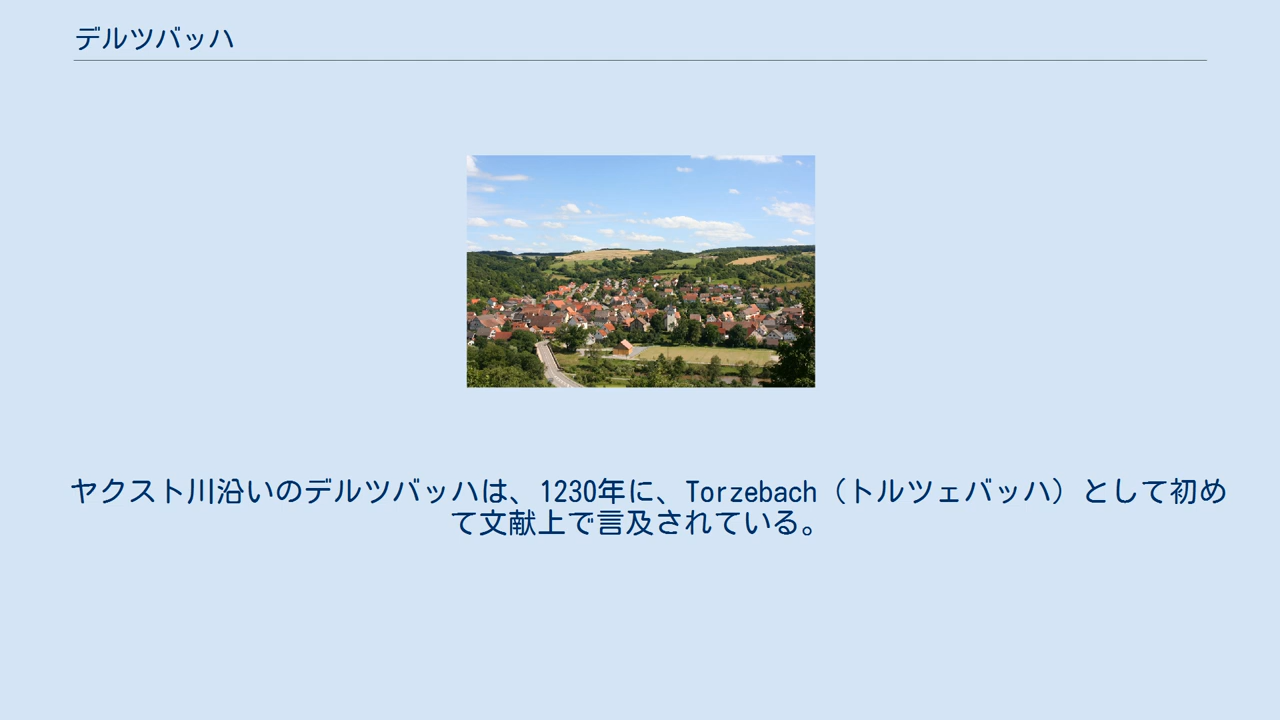 デルツバッハ
ヤクスト川沿いのデルツバッハは、1230年に、Torzebach（トルツェバッハ）として初め
て文献上で言及されている。